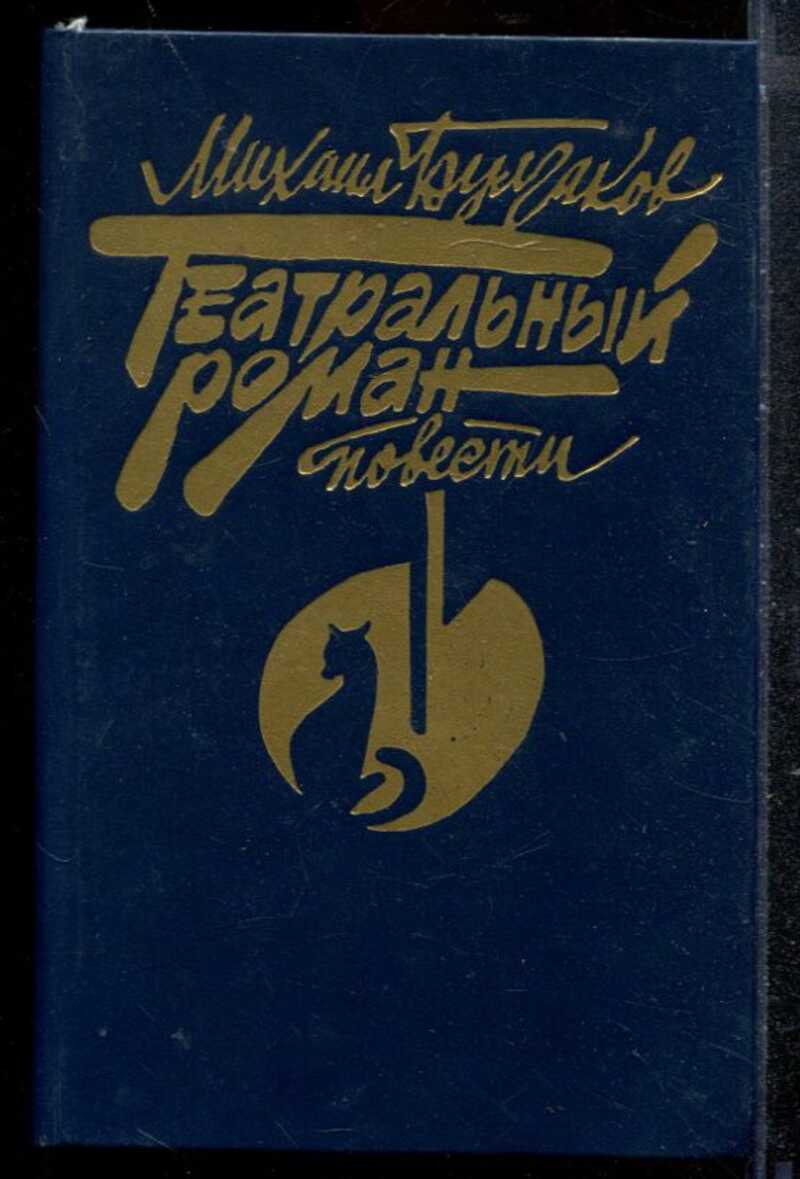 Михаил Булгаков
Театральный
роман
повести